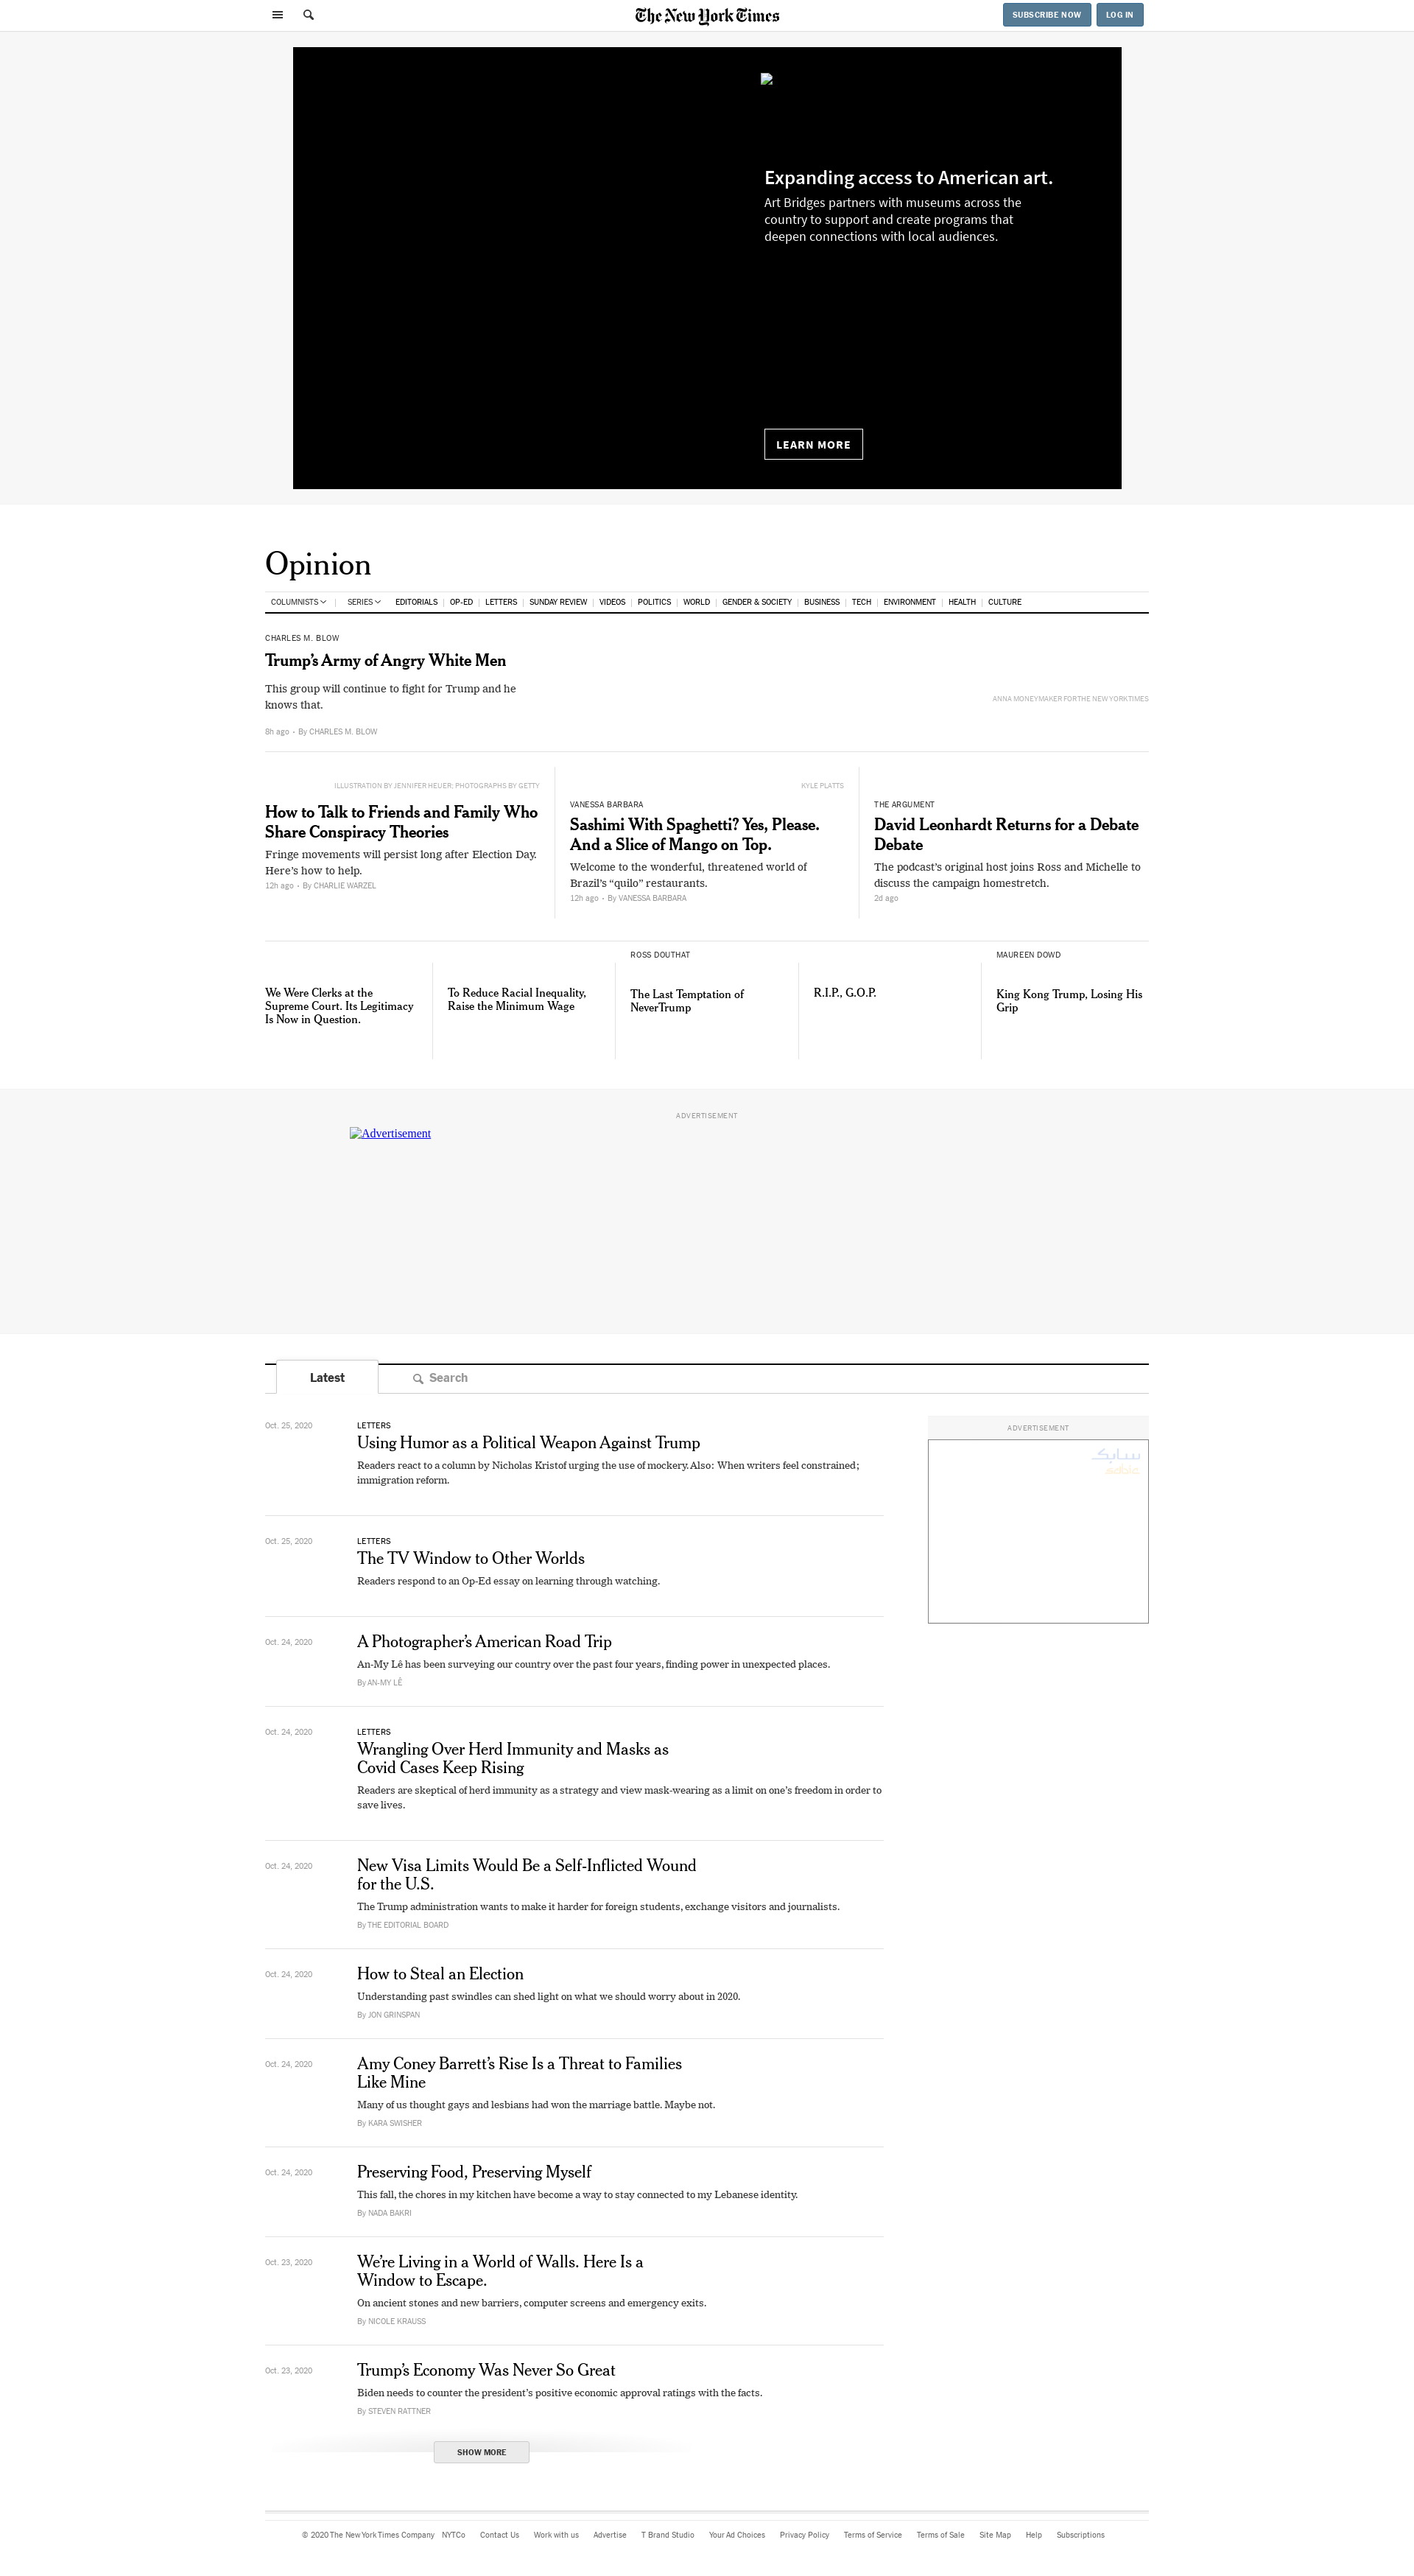 The New York Times
SUBSCRIBE NOW
LOG IN
Expanding access to American art.
Art Bridges partners with museums across the
country to support and create programs that
deepen connections with local audiences.
LEARN MORE
Opinion
COLUMNISTS
SERIES
EDITORIALS
OP-ED
LETTERS
SUNDAY REVIEW
VIDEOS
POLITICS
WORLD
GENDER & SOCIETY
BUSINESS
TECH
ENVIRONMENT
HEALTH
CULTURE
CHARLES M. BLOW
Trump’s Army of Angry White Men
This group will continue to fight for Trump and he
knows that.
8h ago • By CHARLES M. BLOW
ANNA MONEYMAKER FOR THE NEW YORK TIMES
ILLUSTRATION BY JENNIFER HEUER; PHOTOGRAPHS BY GETTY
How to Talk to Friends and Family Who
Share Conspiracy Theories
Fringe movements will persist long after Election Day.
Here’s how to help.
12h ago • By CHARLIE WARZEL
KYLE PLATTS
VANESSA BARBARA
Sashimi With Spaghetti? Yes, Please.
And a Slice of Mango on Top.
Welcome to the wonderful, threatened world of
Brazil’s “quilo” restaurants.
12h ago • By VANESSA BARBARA
THE ARGUMENT
David Leonhardt Returns for a Debate
Debate
The podcast’s original host joins Ross and Michelle to
discuss the campaign homestretch.
2d ago
We Were Clerks at the
Supreme Court. Its Legitimacy
Is Now in Question.
To Reduce Racial Inequality,
Raise the Minimum Wage
ROSS DOUTHAT
The Last Temptation of
NeverTrump
R.I.P., G.O.P.
MAUREEN DOWD
King Kong Trump, Losing His
Grip
ADVERTISEMENT
Advertisement
Latest
Search
Oct. 25, 2020
LETTERS
Using Humor as a Political Weapon Against Trump
Readers react to a column by Nicholas Kristof urging the use of mockery. Also: When writers feel constrained;
immigration reform.
ADVERTISEMENT
سابك
sabic
Oct. 25, 2020
LETTERS
The TV Window to Other Worlds
Readers respond to an Op-Ed essay on learning through watching.
Oct. 24, 2020
A Photographer’s American Road Trip
An-My Lê has been surveying our country over the past four years, finding power in unexpected places.
By AN-MY LÊ
Oct. 24, 2020
LETTERS
Wrangling Over Herd Immunity and Masks as
Covid Cases Keep Rising
Readers are skeptical of herd immunity as a strategy and view mask-wearing as a limit on one’s freedom in order to
save lives.
Oct. 24, 2020
New Visa Limits Would Be a Self-Inflicted Wound
for the U.S.
The Trump administration wants to make it harder for foreign students, exchange visitors and journalists.
By THE EDITORIAL BOARD
Oct. 24, 2020
How to Steal an Election
Understanding past swindles can shed light on what we should worry about in 2020.
By JON GRINSPAN
Oct. 24, 2020
Amy Coney Barrett’s Rise Is a Threat to Families
Like Mine
Many of us thought gays and lesbians had won the marriage battle. Maybe not.
By KARA SWISHER
Oct. 24, 2020
Preserving Food, Preserving Myself
This fall, the chores in my kitchen have become a way to stay connected to my Lebanese identity.
By NADA BAKRI
Oct. 23, 2020
We’re Living in a World of Walls. Here Is a
Window to Escape.
On ancient stones and new barriers, computer screens and emergency exits.
By NICOLE KRAUSS
Oct. 23, 2020
Trump’s Economy Was Never So Great
Biden needs to counter the president’s positive economic approval ratings with the facts.
By STEVEN RATTNER
SHOW MORE
© 2020 The New York Times Company
NYTCo
Contact Us
Work with us
Advertise
T Brand Studio
Your Ad Choices
Privacy Policy
Terms of Service
Terms of Sale
Site Map
Help
Subscriptions